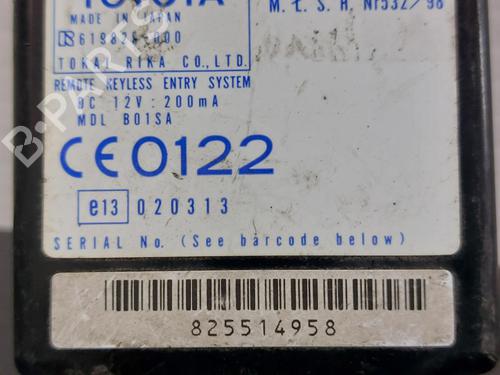 TOYOTA
M. t. S. H. Nr532/98
MADE IN JAPAN
TOKAI RIKA CO.,LTD.
REMOTE KEYLESS ENTRY SYSTEM
DC 12V : 200mA
MDL B01SA
CE0122
e13 020313
SERIAL No. (See barcode below)
825514958